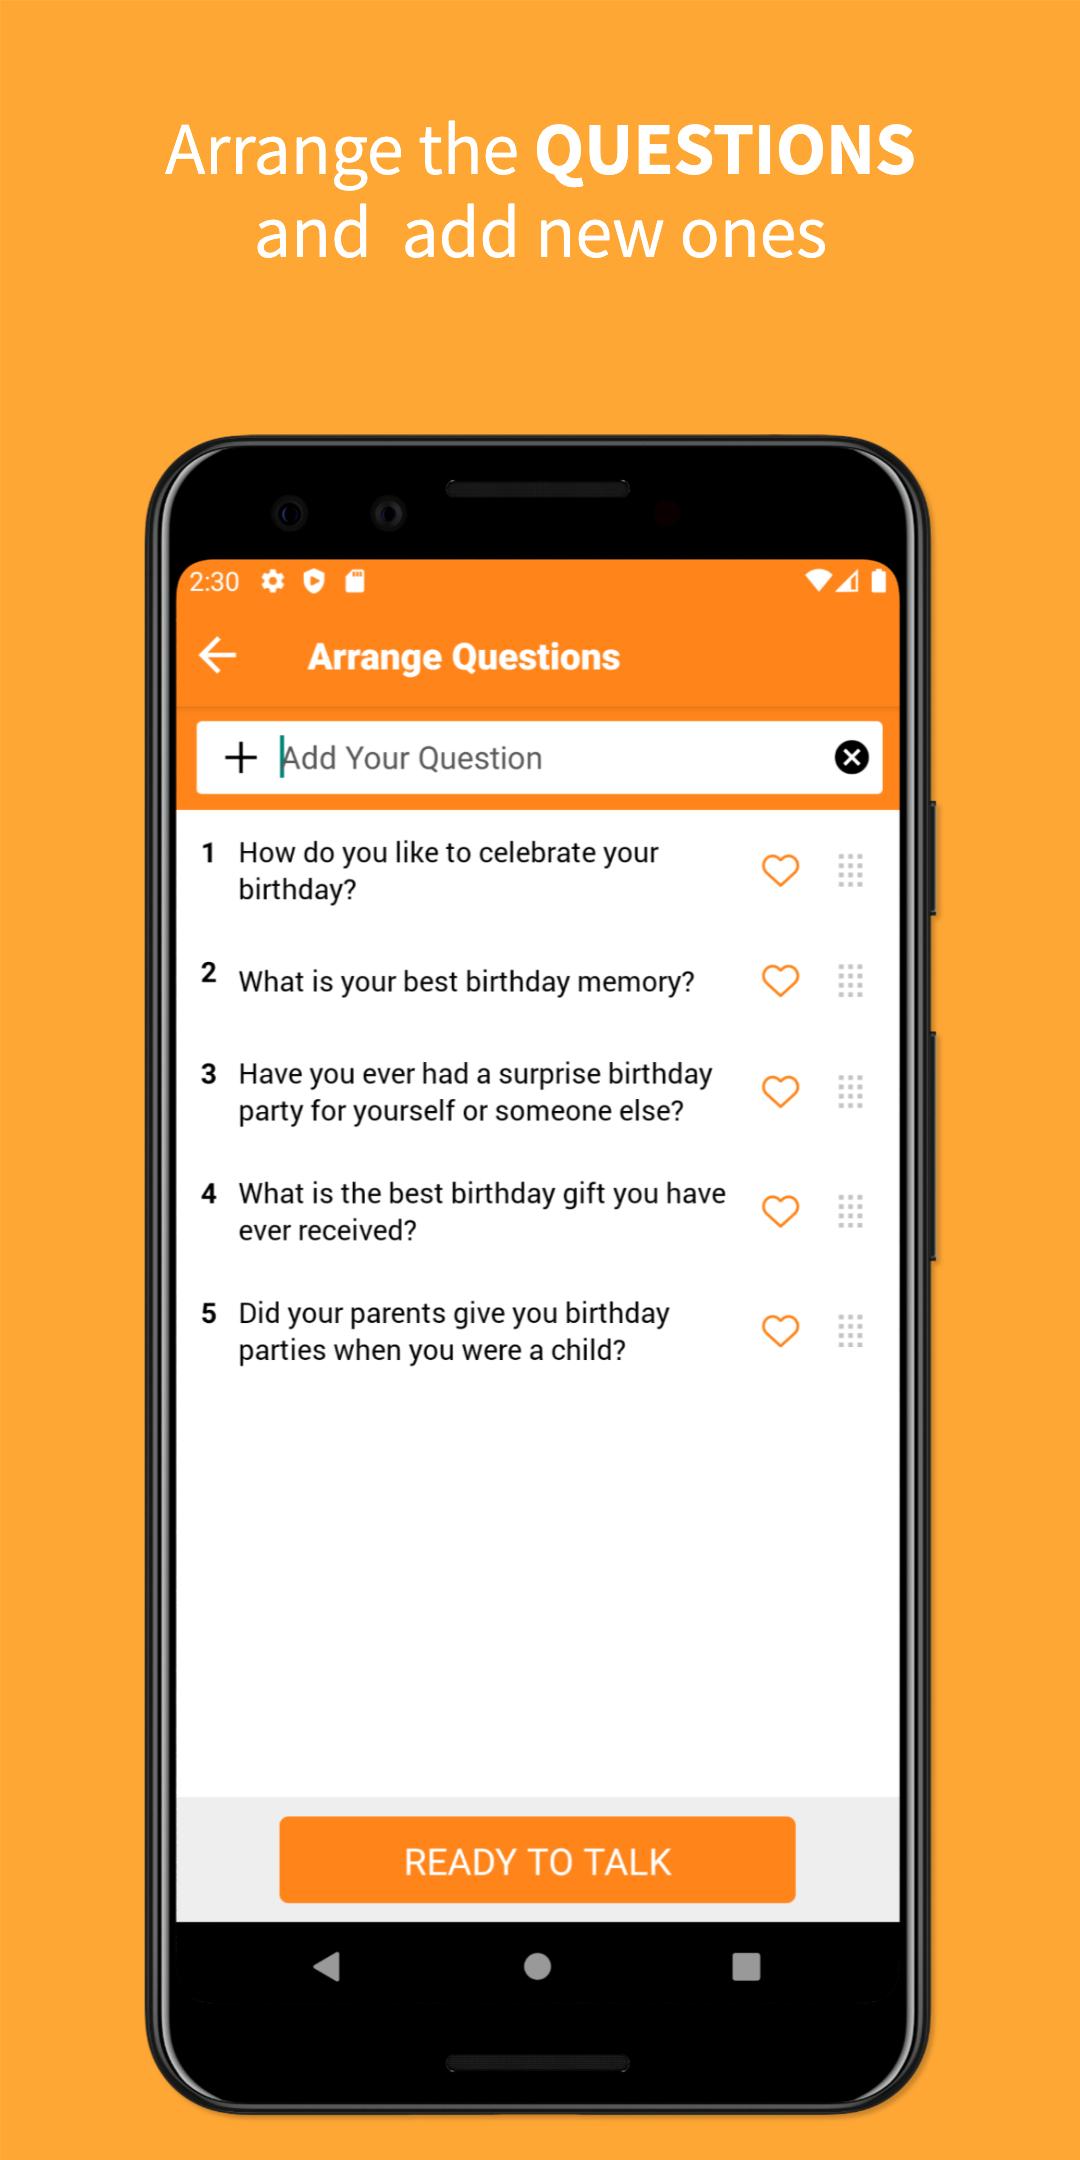 Arrange the QUESTIONS
and add new ones
2:30
Arrange Questions
Add Your Question
1 How do you like to celebrate your
birthday?
2 What is your best birthday memory?
3 Have you ever had a surprise birthday
party for yourself or someone else?
4 What is the best birthday gift you have
ever received?
5 Did your parents give you birthday
parties when you were a child?
READY TO TALK